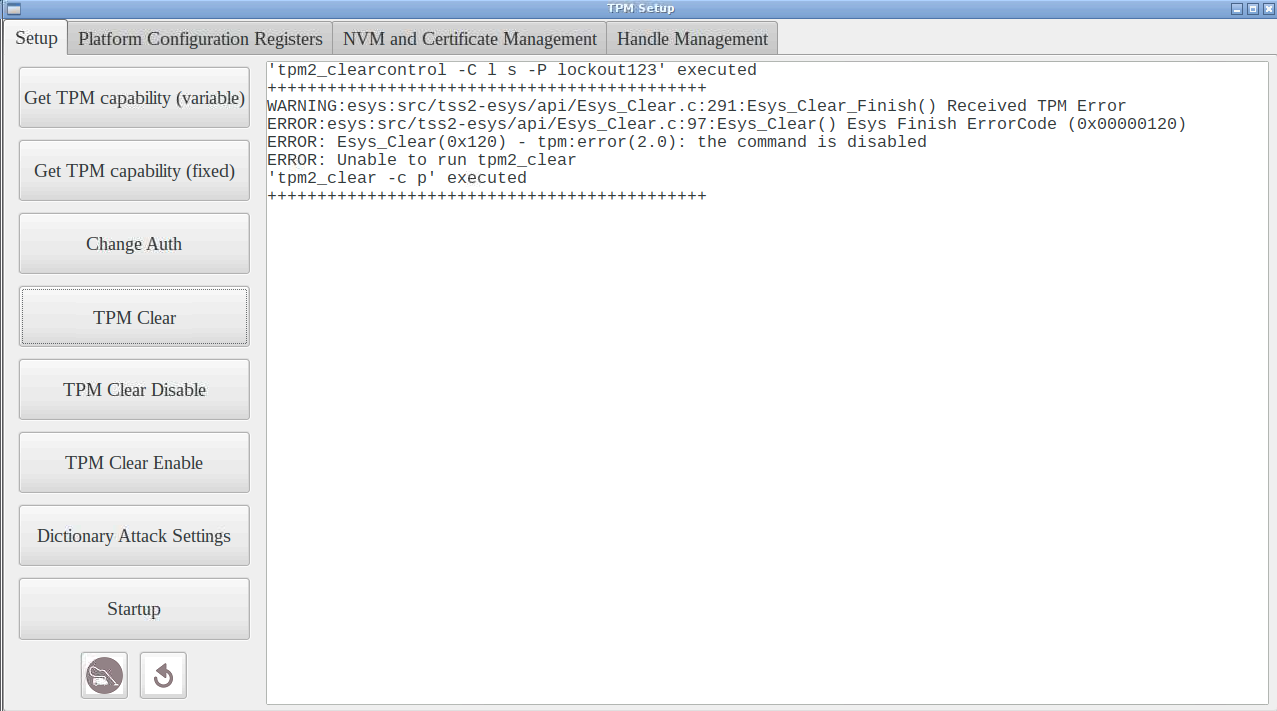 TPM Setup
Setup
Platform Configuration Registers
NVM and Certificate Management
Handle Management
Get TPM capability (variable)
Get TPM capability (fixed)
Change Auth
TPM Clear
TPM Clear Disable
TPM Clear Enable
Dictionary Attack Settings
Startup
'tpm2_clearcontrol -C l s -P lockout123' executed
++++++++++++++++++++++++++++++++++++++++++++
WARNING:esys:src/tss2-esys/api/Esys_Clear.c:291:Esys_Clear_Finish() Received TPM Error
ERROR:esys:src/tss2-esys/api/Esys_Clear.c:97:Esys_Clear() Esys Finish ErrorCode (0x00000120)
ERROR: Esys_Clear(0x120) - tpm:error(2.0): the command is disabled
ERROR: Unable to run tpm2_clear
'tpm2_clear -c p' executed
++++++++++++++++++++++++++++++++++++++++++++